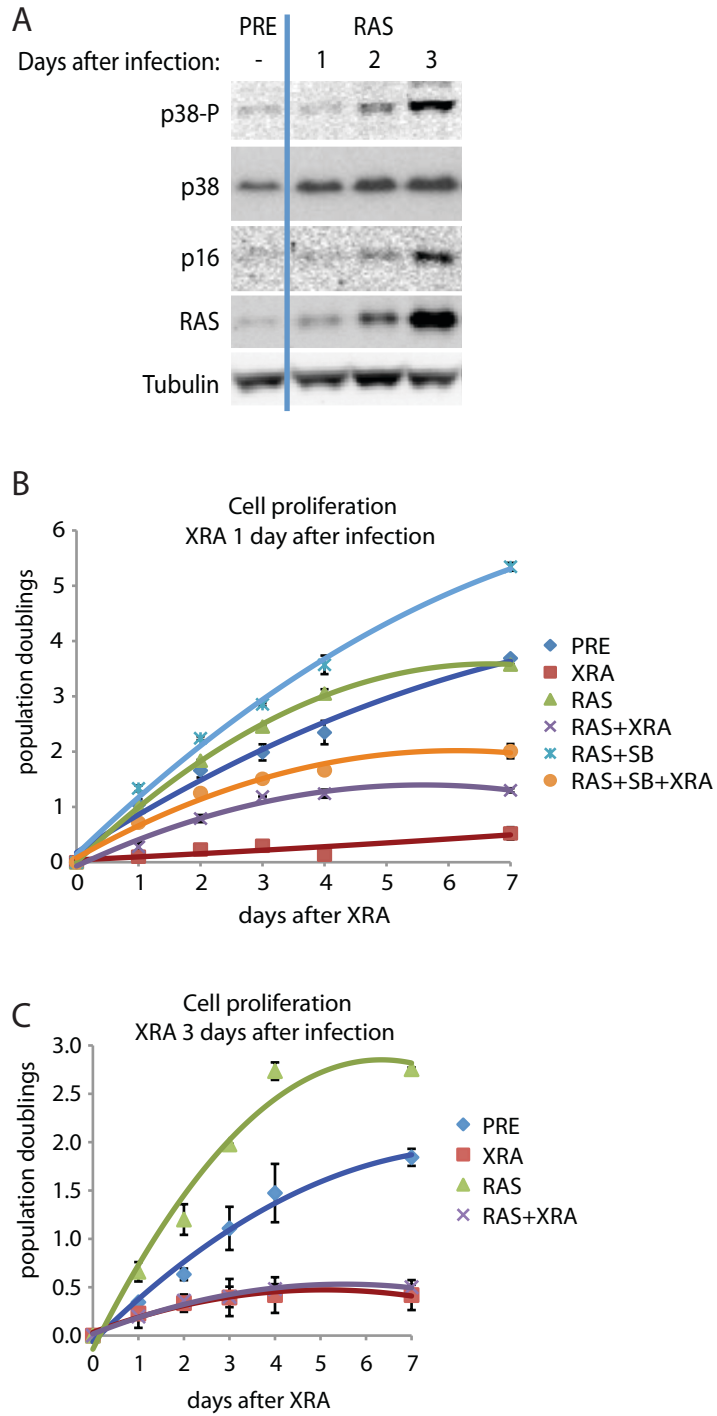 A
PRE RAS
Days after infection: - 1 2 3
p38-P
p38
p16
RAS
Tubulin
B
Cell proliferation
XRA 1 day after infection
population doublings
6
5
4
3
2
1
0
0 1 2 3 4 5 6 7
days after XRA
PRE
XRA
RAS
RAS+XRA
RAS+SB
RAS+SB+XRA
C
Cell proliferation
XRA 3 days after infection
population doublings
3.0
2.5
2.0
1.5
1.0
0.5
0.0
0 1 2 3 4 5 6 7
days after XRA
PRE
XRA
RAS
RAS+XRA